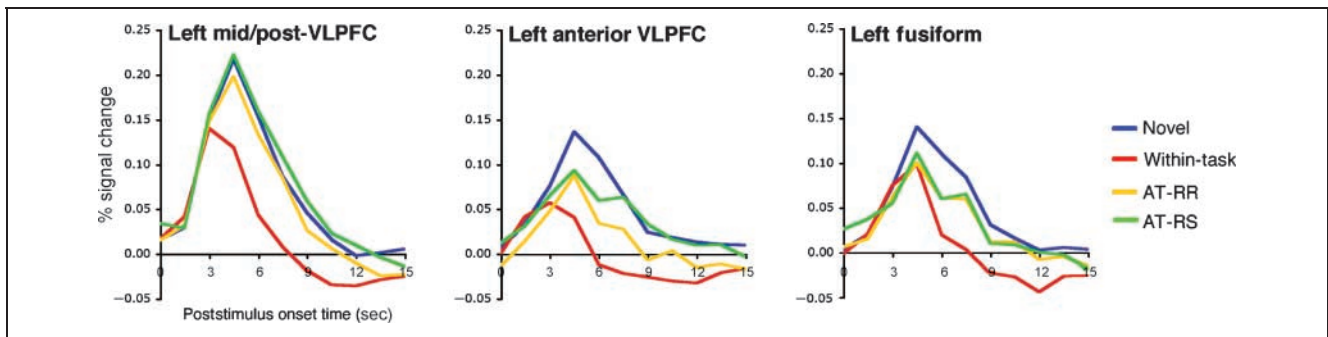 Left mid/post-VLPFC
0.25
0.20
0.15
0.10
0.05
0.00
−0.05
0 3 6 9 12 15
% signal change
Poststimulus onset time (sec)
Left anterior VLPFC
0.25
0.20
0.15
0.10
0.05
0.00
−0.05
0 3 6 9 12 15
Left fusiform
0.25
0.20
0.15
0.10
0.05
0.00
−0.05
0 3 6 9 12 15
Novel
Within-task
AT-RR
AT-RS